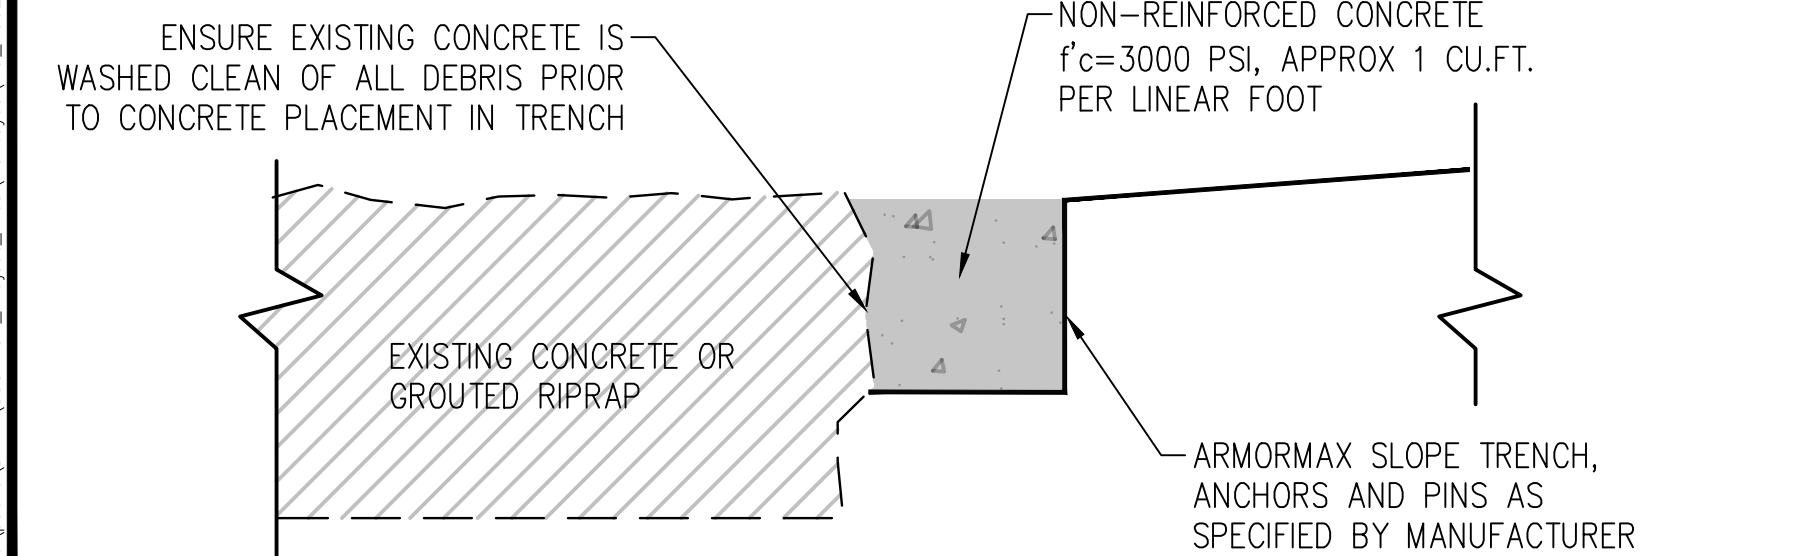 ENSURE EXISTING CONCRETE IS
WASHED CLEAN OF ALL DEBRIS PRIOR
TO CONCRETE PLACEMENT IN TRENCH
NON-REINFORCED CONCRETE
f'c=3000 PSI, APPROX 1 CU.FT.
PER LINEAR FOOT
EXISTING CONCRETE OR
GROUTED RIPRAP
ARMORMAX SLOPE TRENCH,
ANCHORS AND PINS AS
SPECIFIED BY MANUFACTURER